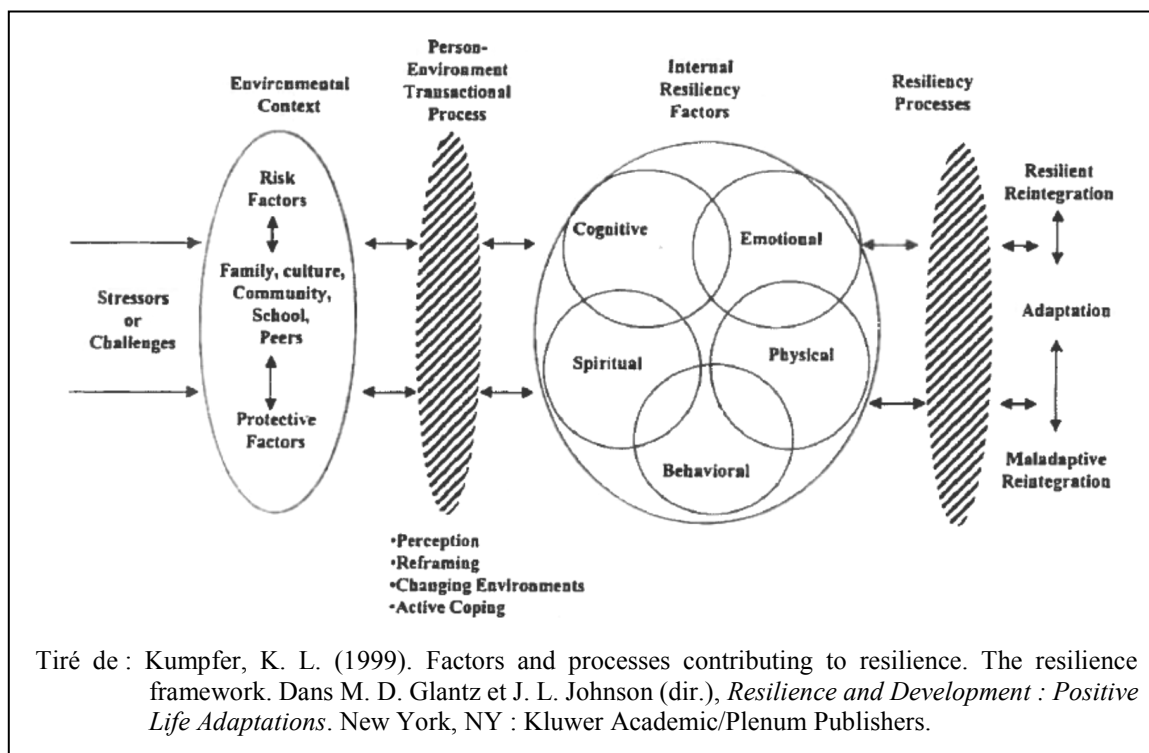 Environmental
Context
Person-
Environment
Transactional
Process
Internal
Resiliency
Factors
Resiliency
Processes
Stressors
or
Challenges
Risk
Factors
Family, culture,
Community,
School,
Peers
Protective
Factors
•Perception
•Reframing
•Changing Environments
•Active Coping
Cognitive
Emotional
Spiritual
Physical
Behavioral
Resilient
Reintegration
Adaptation
Maladaptive
Reintegration
Tiré de : Kumpfer, K. L. (1999). Factors and processes contributing to resilience. The resilience
framework. Dans M. D. Glantz et J. L. Johnson (dir.), Resilience and Development : Positive
Life Adaptations. New York, NY : Kluwer Academic/Plenum Publishers.